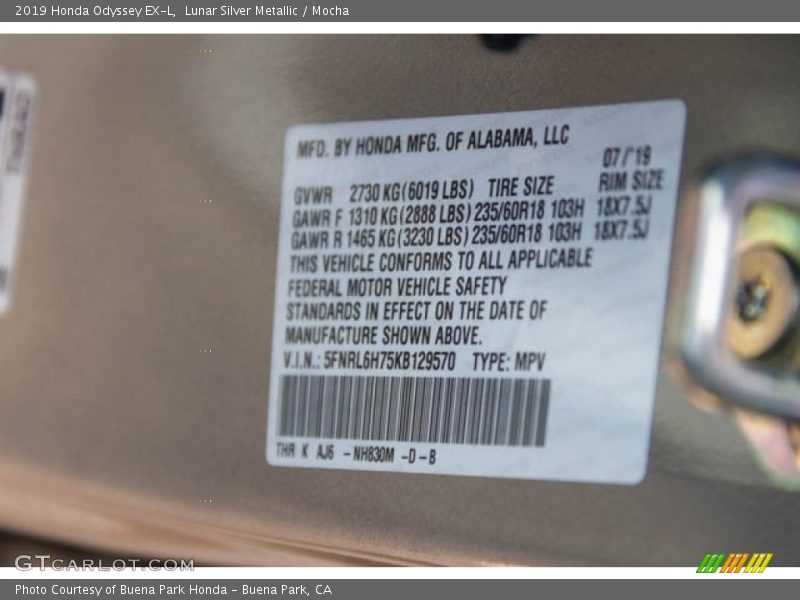 2019 Honda Odyssey EX-L, Lunar Silver Metallic / Mocha
MFD. BY HONDA MFG. OF ALABAMA, LLC
07/'19
GVWR 2730 KG(6019 LBS) TIRE SIZE RIM SIZE
GAWR F 1310 KG(2888 LBS) 235/60R18 103H 18X7.5J
GAWR R 1465 KG(3230 LBS) 235/60R18 103H 18X7.5J
THIS VEHICLE CONFORMS TO ALL APPLICABLE
FEDERAL MOTOR VEHICLE SAFETY
STANDARDS IN EFFECT ON THE DATE OF
MANUFACTURE SHOWN ABOVE.
V.I.N.: 5FNRL6H75KB129570 TYPE: MPV
THR K AJ6 -NH830M -D-B
GTCARLOT.COM
Photo Courtesy of Buena Park Honda - Buena Park, CA